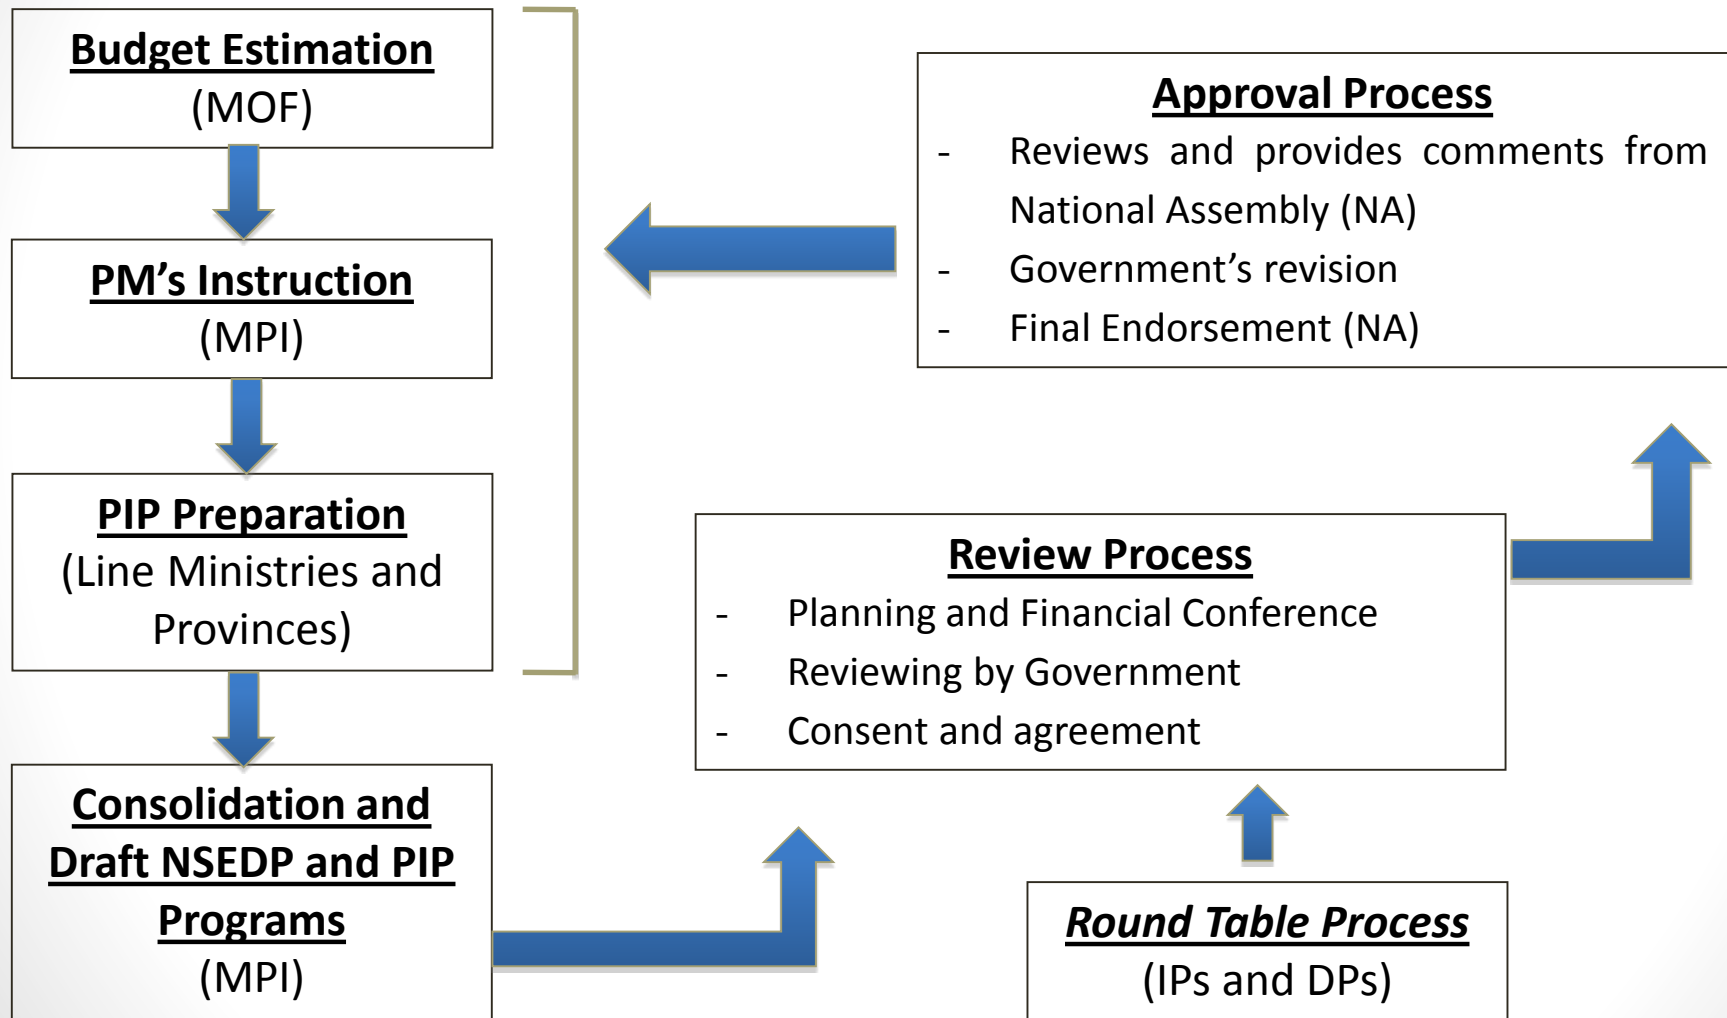 Budget Estimation
(MOF)
PM’s Instruction
(MPI)
PIP Preparation
(Line Ministries and
Provinces)
Consolidation and
Draft NSEDP and PIP
Programs
(MPI)
Approval Process
- Reviews and provides comments from
National Assembly (NA)
- Government’s revision
- Final Endorsement (NA)
Review Process
- Planning and Financial Conference
- Reviewing by Government
- Consent and agreement
Round Table Process
(IPs and DPs)